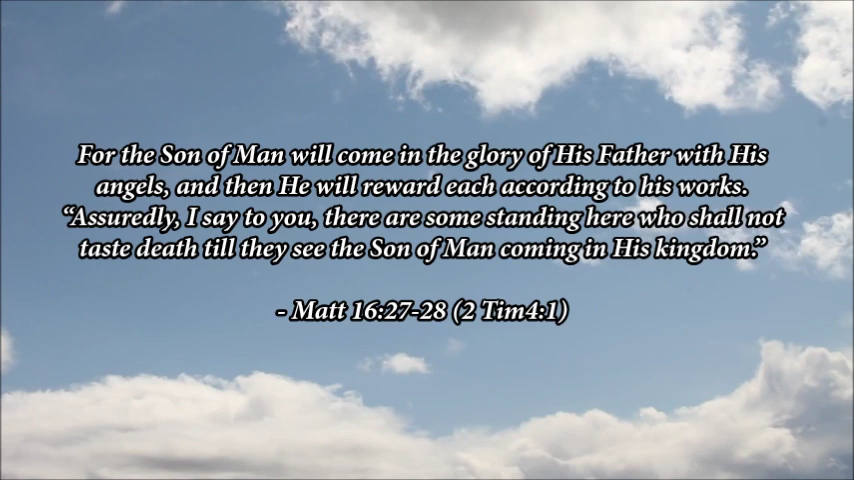 For the Son of Man will come in the glory of His Father with His
angels, and then He will reward each according to his works.
“Assuredly, I say to you, there are some standing here who shall not
taste death till they see the Son of Man coming in His kingdom.”
- Matt 16:27-28 (2 Tim4:1)